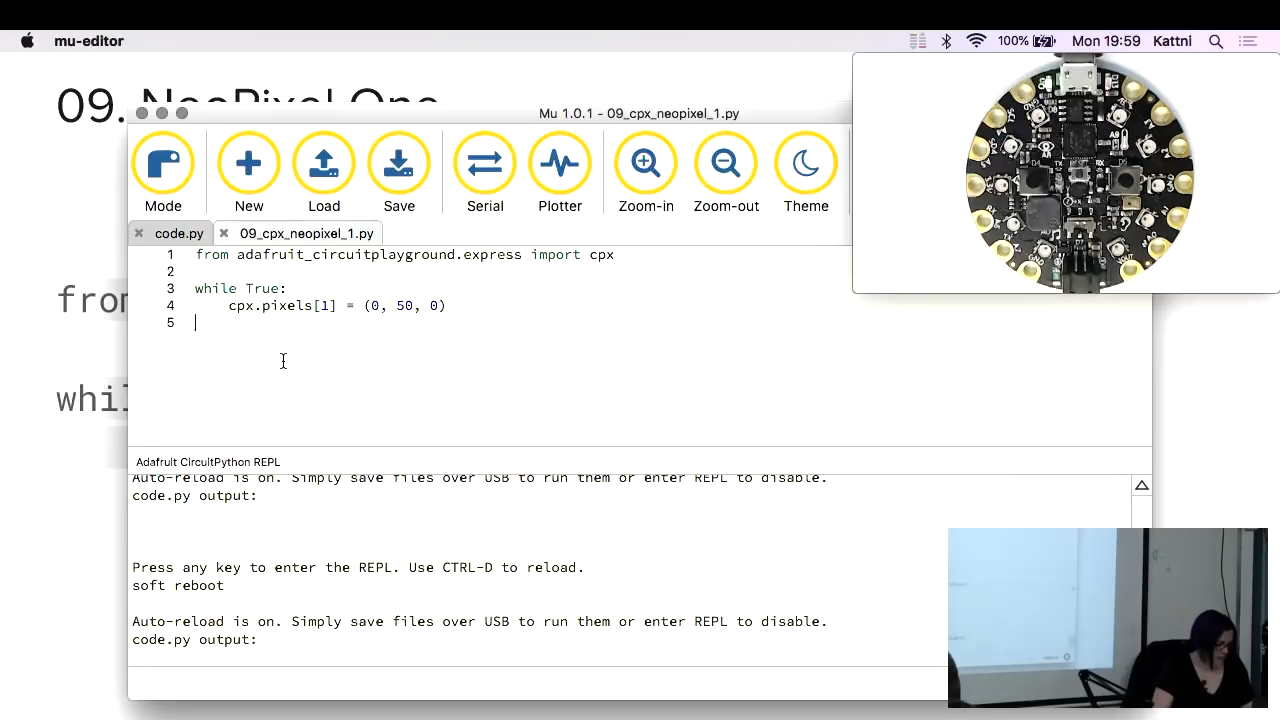 mu-editor
100%
Mon 19:59
Kattni
09. NeoPixel One
Mu 1.0.1 - 09_cpx_neopixel_1.py
Mode
New
Load
Save
Serial
Plotter
Zoom-in
Zoom-out
Theme
code.py
09_cpx_neopixel_1.py
1 from adafruit_circuitplayground.express import cpx
2
3 while True:
4 cpx.pixels[1] = (0, 50, 0)
5
from
whil
Adafruit CircuitPython REPL
Auto-reload is on. Simply save files over USB to run them or enter REPL to disable.
code.py output:
Press any key to enter the REPL. Use CTRL-D to reload.
soft reboot
Auto-reload is on. Simply save files over USB to run them or enter REPL to disable.
code.py output: